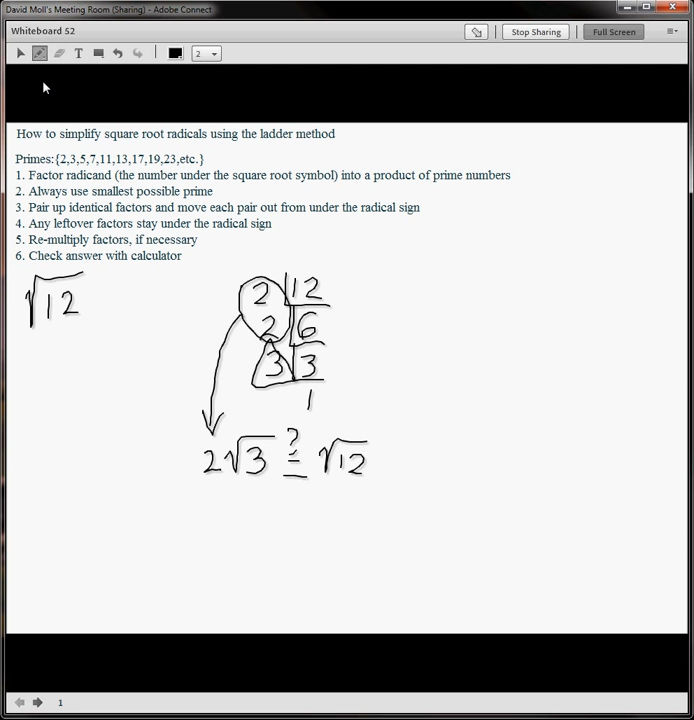 David Moll's Meeting Room (Sharing) - Adobe Connect
Whiteboard 52
Stop Sharing
Full Screen
T
2
How to simplify square root radicals using the ladder method
Primes:{2,3,5,7,11,13,17,19,23,etc.}
1. Factor radicand (the number under the square root symbol) into a product of prime numbers
2. Always use smallest possible prime
3. Pair up identical factors and move each pair out from under the radical sign
4. Any leftover factors stay under the radical sign
5. Re-multiply factors, if necessary
6. Check answer with calculator
√12
2 12
2 6
3 3
1
2√3 ≟ √12
1